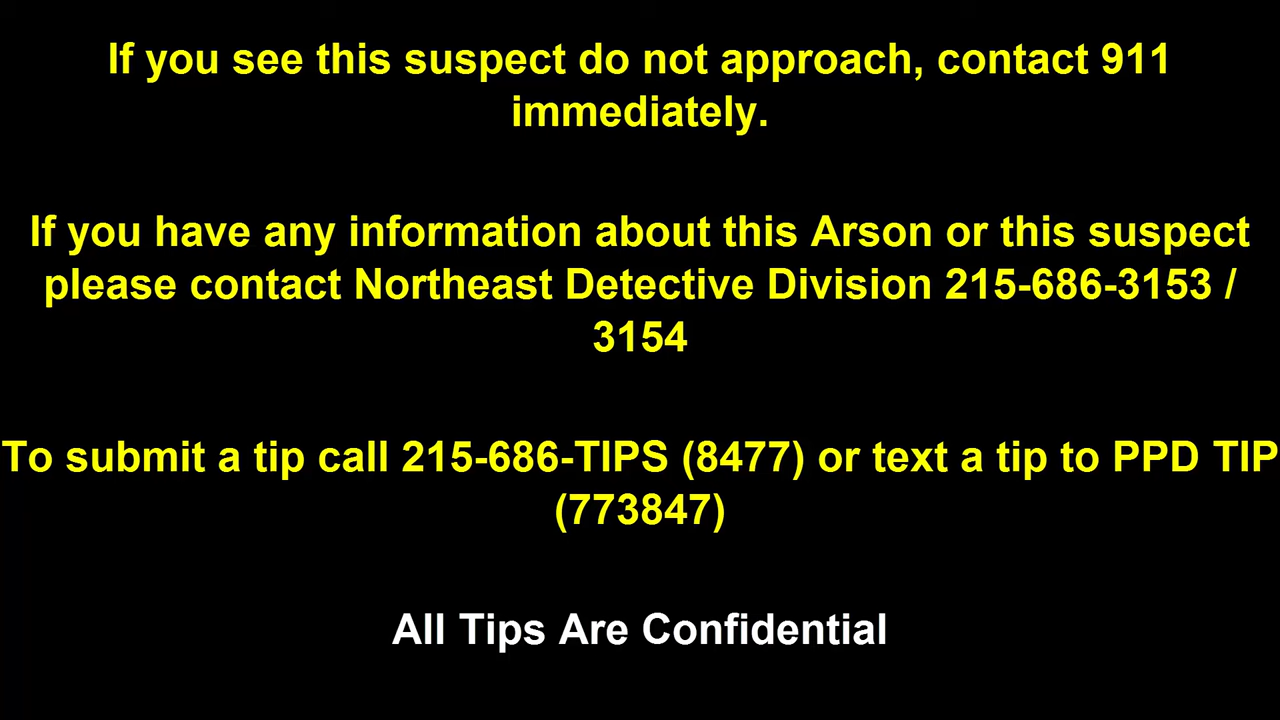 If you see this suspect do not approach, contact 911
immediately.
If you have any information about this Arson or this suspect
please contact Northeast Detective Division 215-686-3153 /
3154
To submit a tip call 215-686-TIPS (8477) or text a tip to PPD TIP
(773847)
All Tips Are Confidential